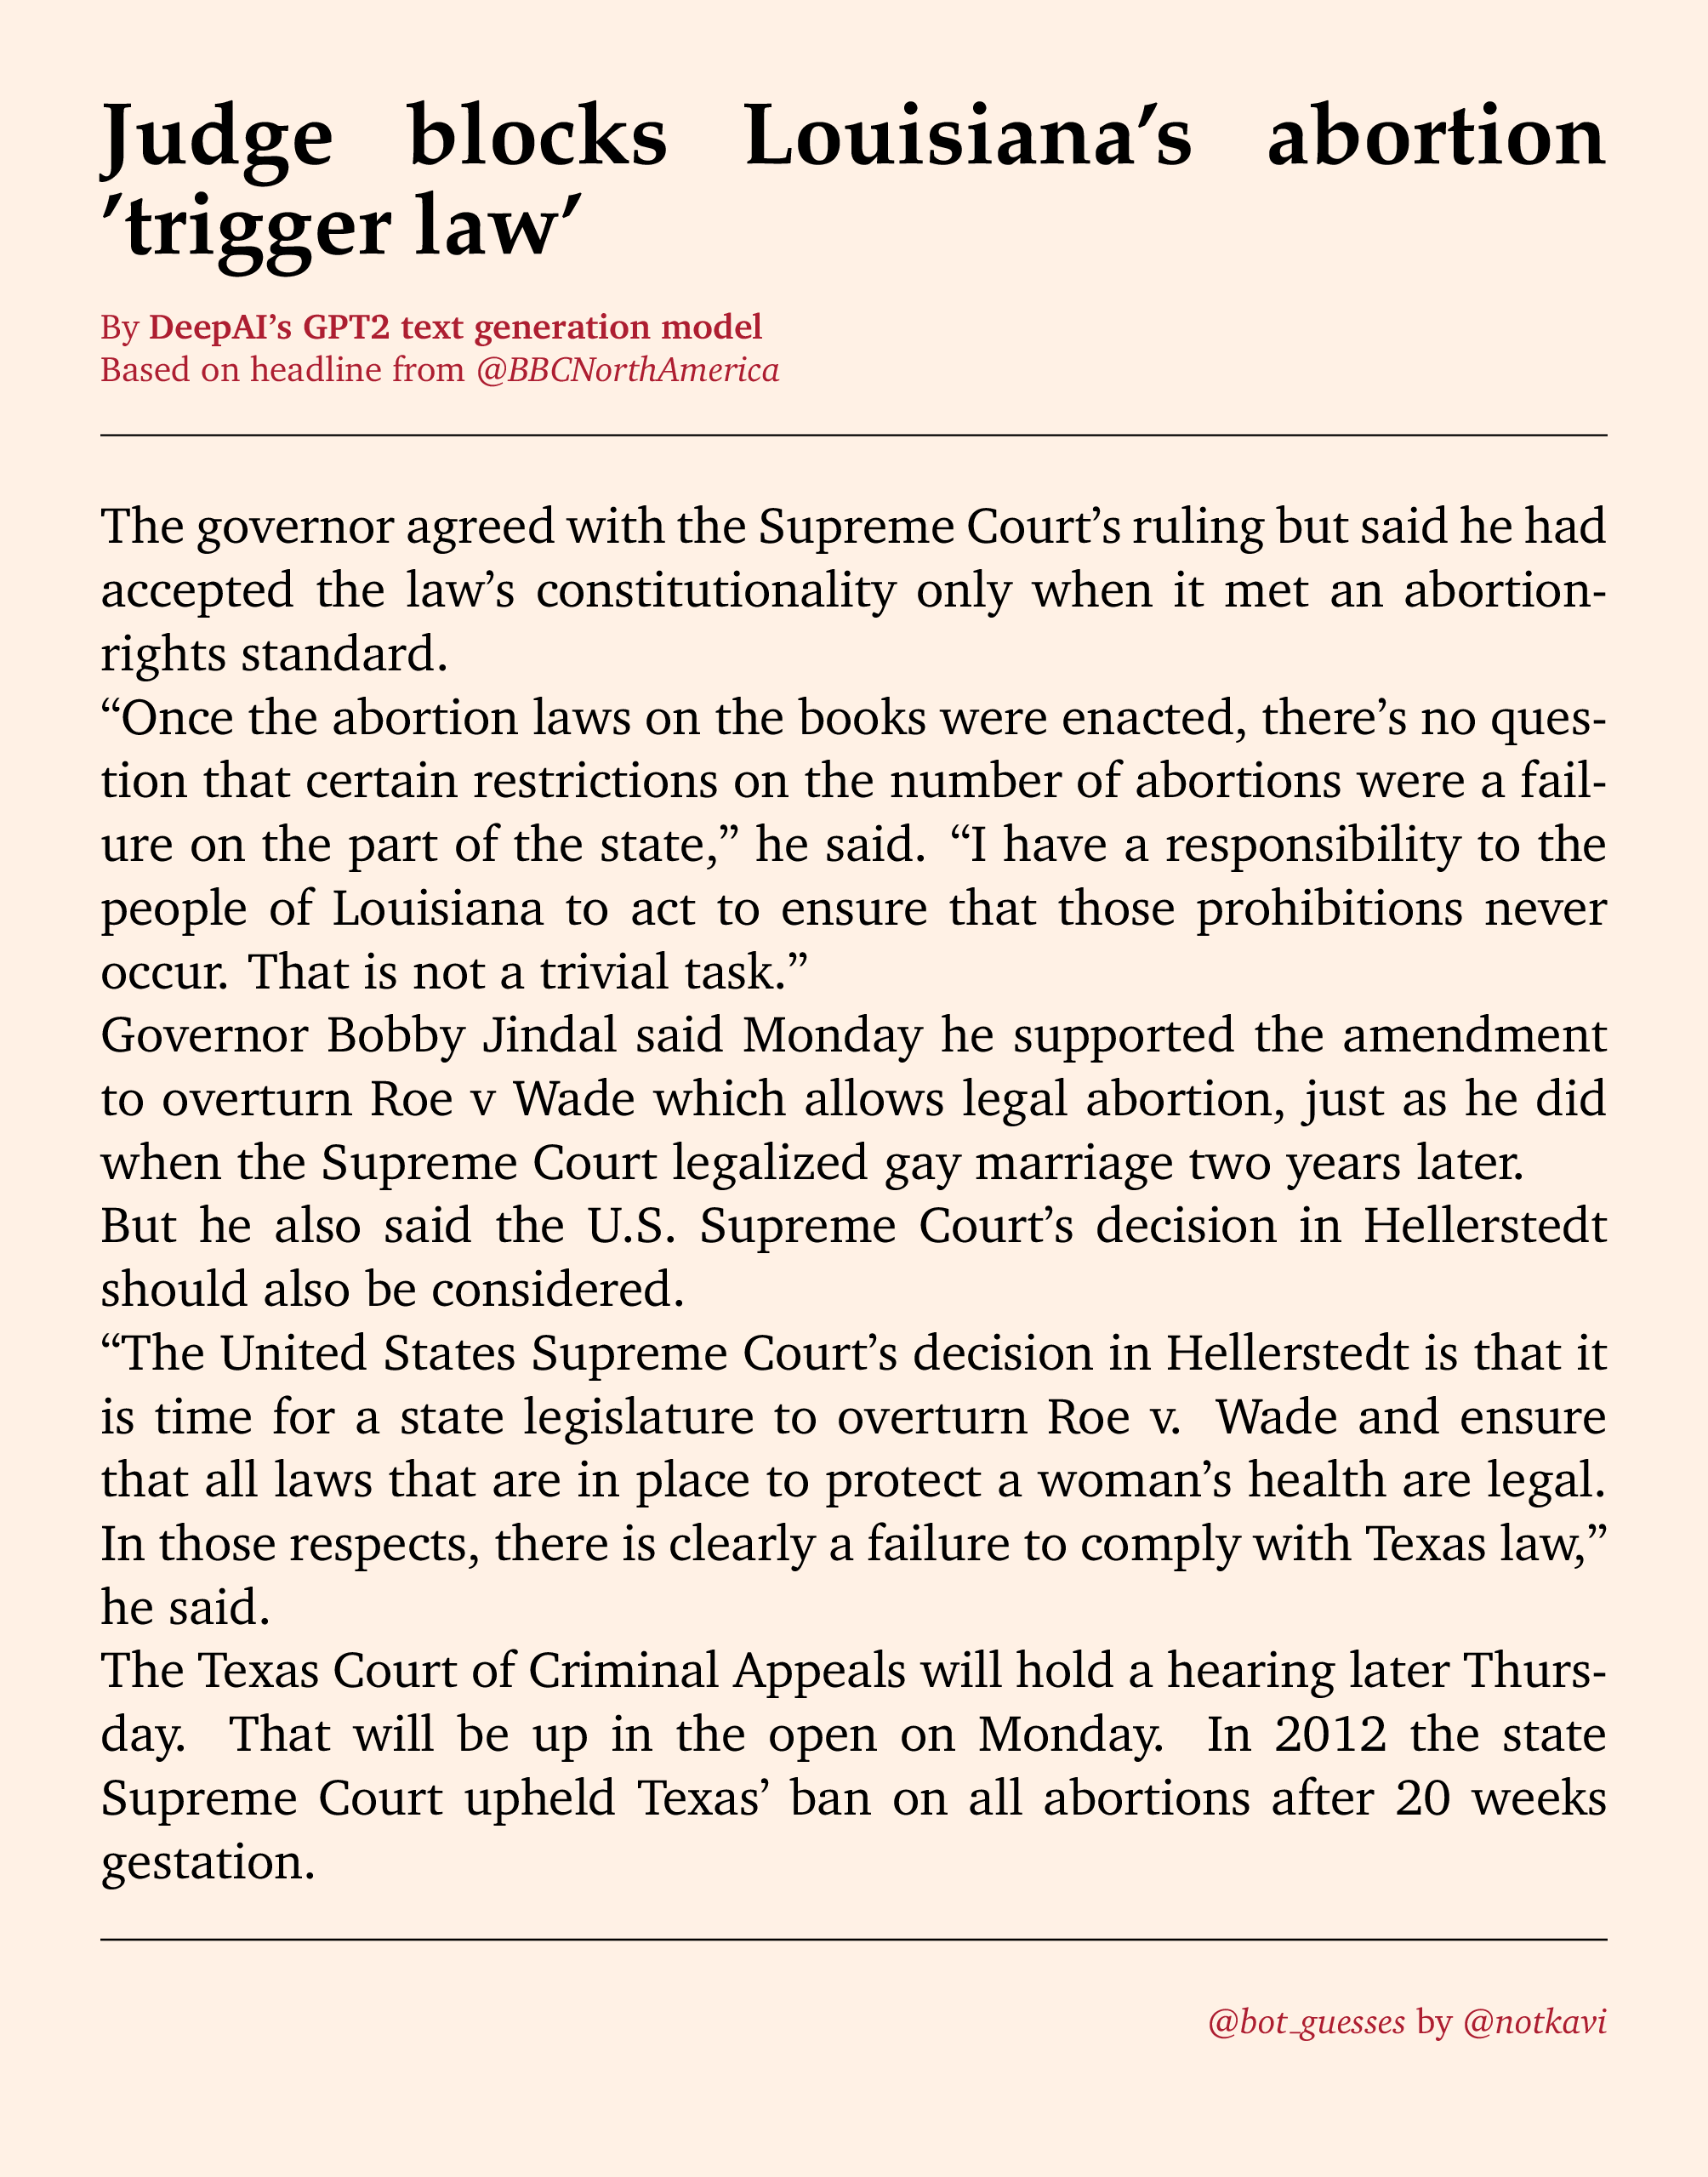 Judge blocks Louisiana’s abortion
’trigger law’
By DeepAI’s GPT2 text generation model
Based on headline from @BBCNorthAmerica
The governor agreed with the Supreme Court’s ruling but said he had
accepted the law’s constitutionality only when it met an abortion-
rights standard.
“Once the abortion laws on the books were enacted, there’s no ques-
tion that certain restrictions on the number of abortions were a fail-
ure on the part of the state,” he said. “I have a responsibility to the
people of Louisiana to act to ensure that those prohibitions never
occur. That is not a trivial task.”
Governor Bobby Jindal said Monday he supported the amendment
to overturn Roe v Wade which allows legal abortion, just as he did
when the Supreme Court legalized gay marriage two years later.
But he also said the U.S. Supreme Court’s decision in Hellerstedt
should also be considered.
“The United States Supreme Court’s decision in Hellerstedt is that it
is time for a state legislature to overturn Roe v. Wade and ensure
that all laws that are in place to protect a woman’s health are legal.
In those respects, there is clearly a failure to comply with Texas law,”
he said.
The Texas Court of Criminal Appeals will hold a hearing later Thurs-
day. That will be up in the open on Monday. In 2012 the state
Supreme Court upheld Texas’ ban on all abortions after 20 weeks
gestation.
@bot_guesses by @notkavi